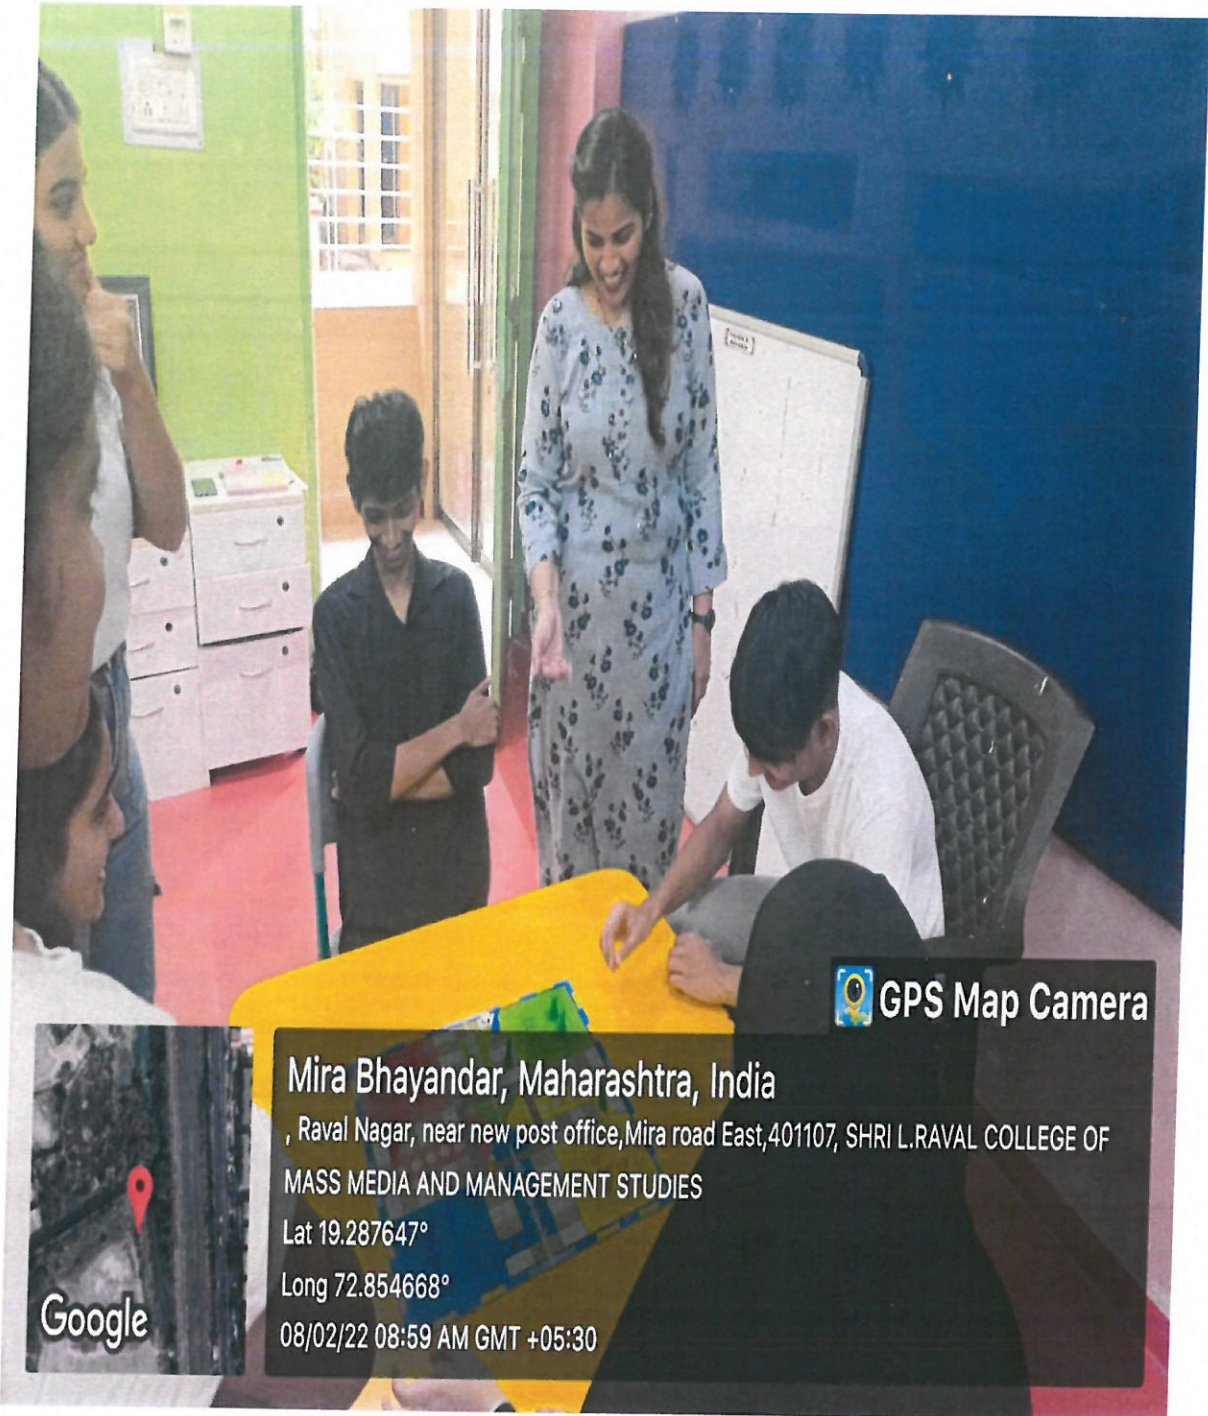 GPS Map Camera
Mira Bhayandar, Maharashtra, India
, Raval Nagar, near new post office,Mira road East,401107, SHRI L.RAVAL COLLEGE OF
MASS MEDIA AND MANAGEMENT STUDIES
Lat 19.287647°
Long 72.854668°
08/02/22 08:59 AM GMT +05:30
Google